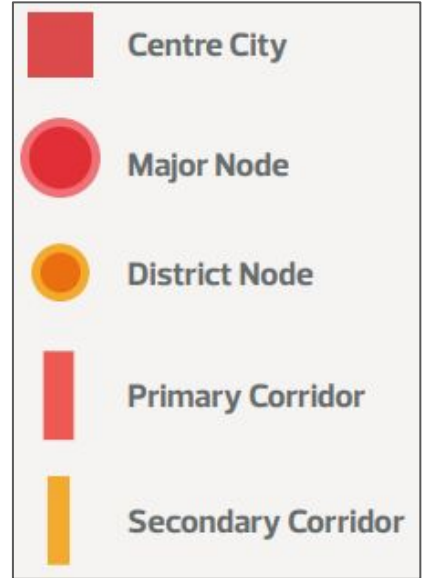 Centre City
Major Node
District Node
Primary Corridor
Secondary Corridor